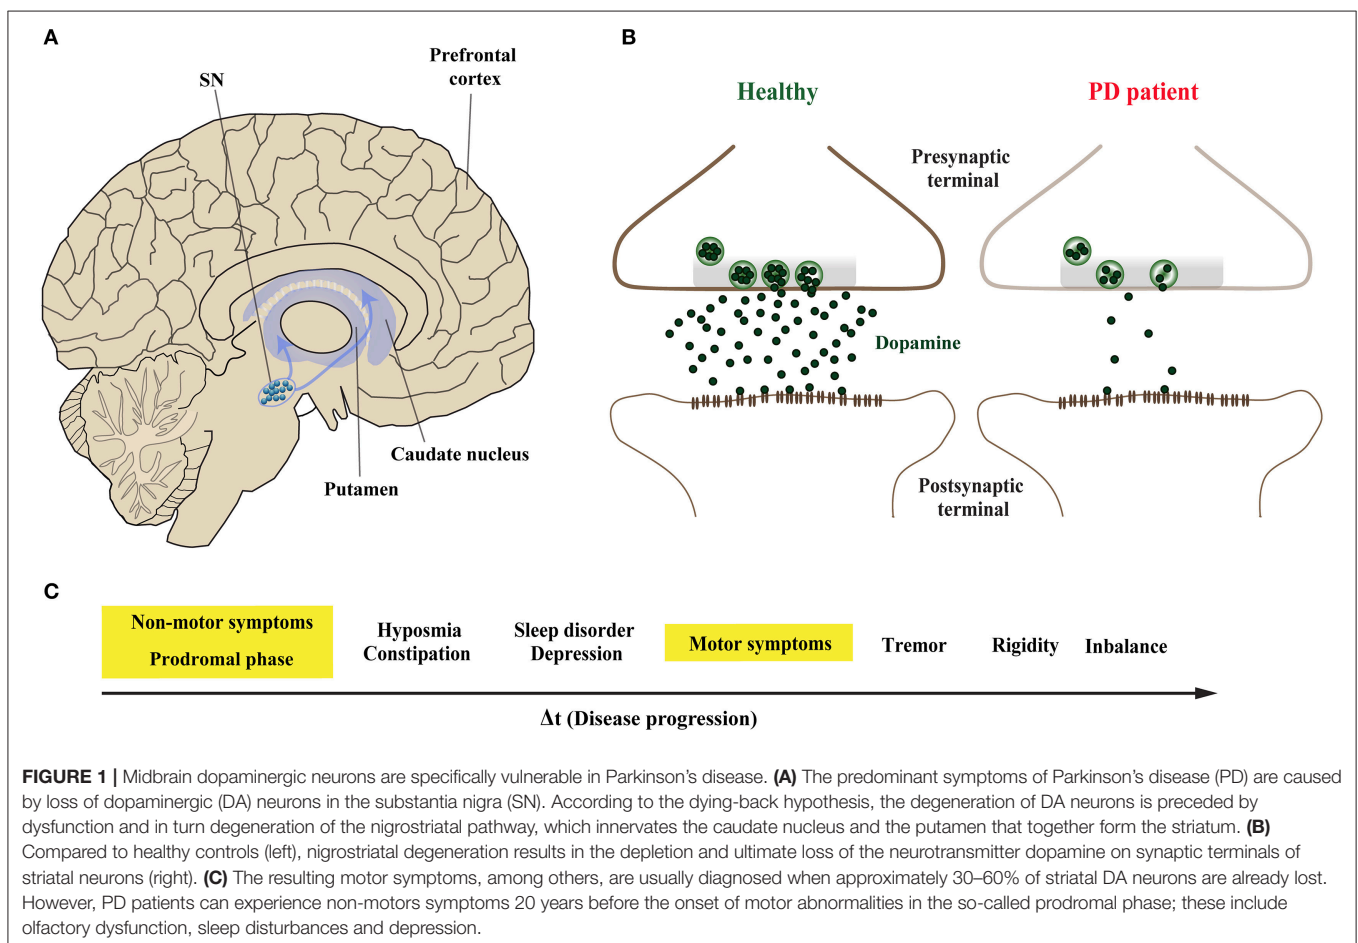 A
SN
Prefrontal
cortex
Caudate nucleus
Putamen
B
Healthy
PD patient
Presynaptic
terminal
Dopamine
Postsynaptic
terminal
C
Non-motor symptoms
Prodromal phase
Hyposmia
Constipation
Sleep disorder
Depression
Motor symptoms
Tremor
Rigidity
Inbalance
Δt (Disease progression)
FIGURE 1 | Midbrain dopaminergic neurons are specifically vulnerable in Parkinson’s disease. (A) The predominant symptoms of Parkinson’s disease (PD) are caused
by loss of dopaminergic (DA) neurons in the substantia nigra (SN). According to the dying-back hypothesis, the degeneration of DA neurons is preceded by
dysfunction and in turn degeneration of the nigrostriatal pathway, which innervates the caudate nucleus and the putamen that together form the striatum. (B)
Compared to healthy controls (left), nigrostriatal degeneration results in the depletion and ultimate loss of the neurotransmitter dopamine on synaptic terminals of
striatal neurons (right). (C) The resulting motor symptoms, among others, are usually diagnosed when approximately 30–60% of striatal DA neurons are already lost.
However, PD patients can experience non-motors symptoms 20 years before the onset of motor abnormalities in the so-called prodromal phase; these include
olfactory dysfunction, sleep disturbances and depression.